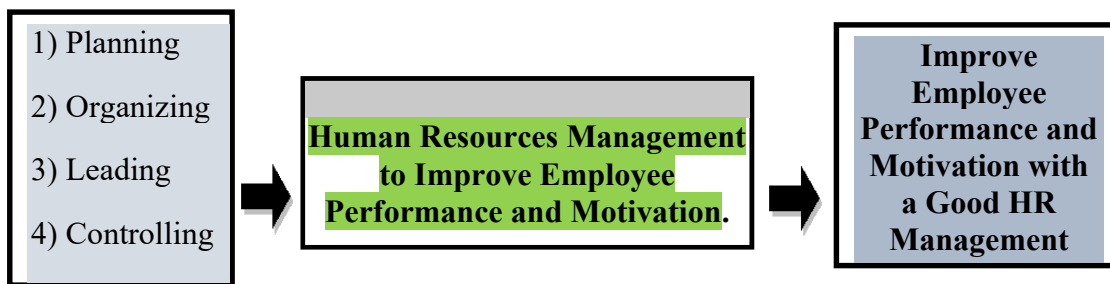 1) Planning
2) Organizing
3) Leading
4) Controlling
Human Resources Management
to Improve Employee
Performance and Motivation.
Improve
Employee
Performance and
Motivation with
a Good HR
Management